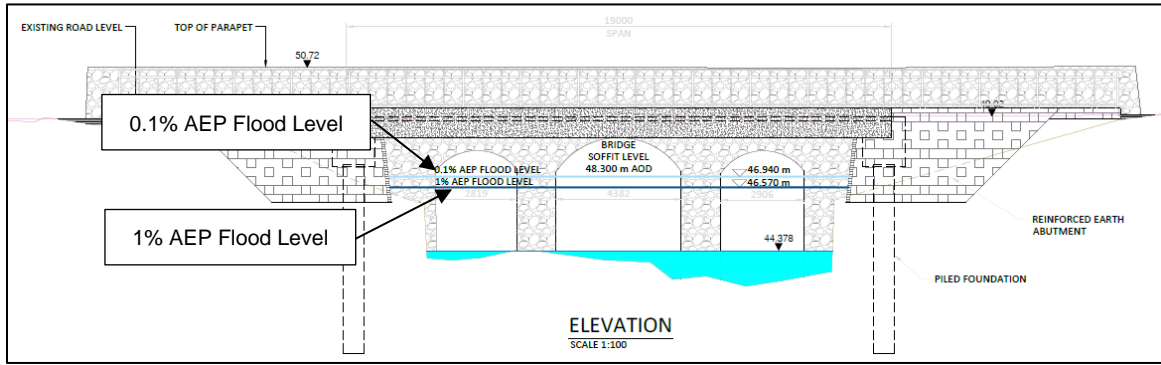 19000
SPAN
EXISTING ROAD LEVEL
TOP OF PARAPET
50,72
0.1% AEP Flood Level
BRIDGE
SOFFIT LEVEL
48.300 m AOD
0.1% AEP FLOOD LEVEL
46.940 m
1% AEP FLOOD LEVEL
46.570 m
2819
4382
2906
1% AEP Flood Level
REINFORCED EARTH
ABUTMENT
44,378
PILED FOUNDATION
ELEVATION
SCALE 1:100